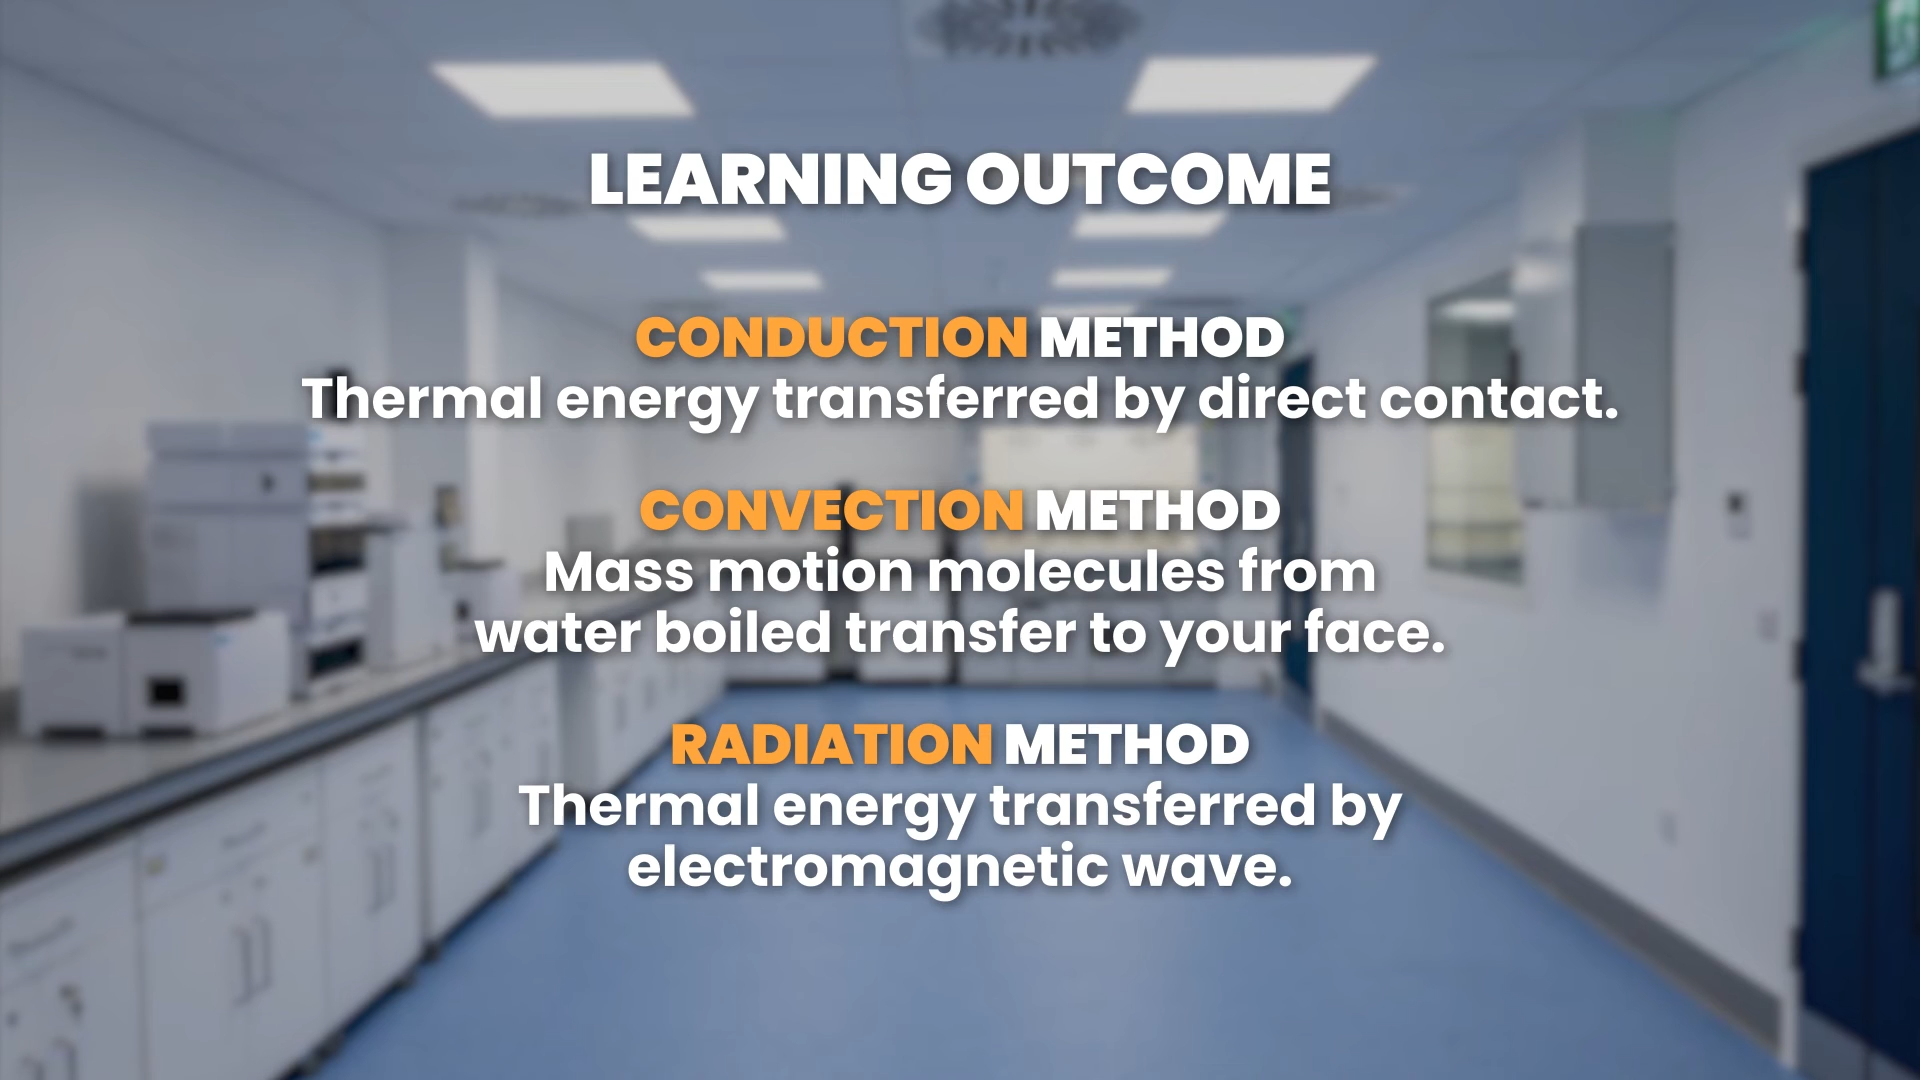 LEARNING OUTCOME
CONDUCTION METHOD
Thermal energy transferred by direct contact.
CONVECTION METHOD
Mass motion molecules from
water boiled transfer to your face.
RADIATION METHOD
Thermal energy transferred by
electromagnetic wave.